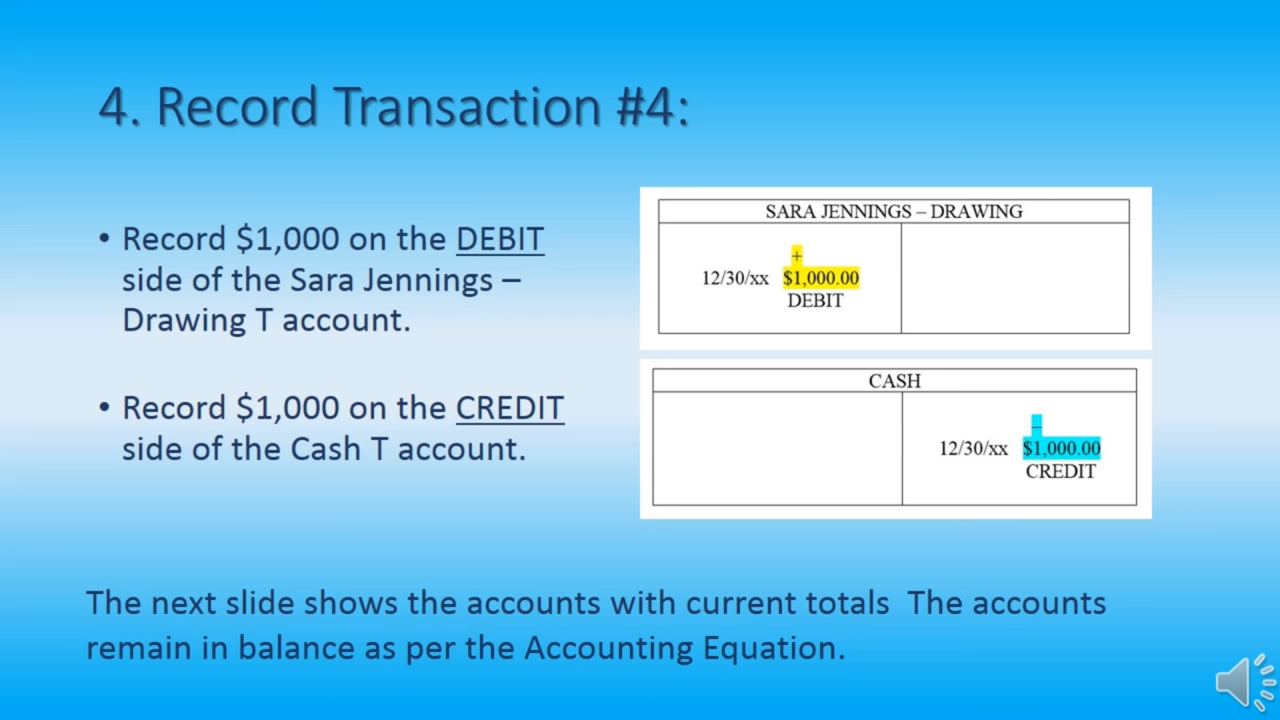 4. Record Transaction #4:
• Record $1,000 on the DEBIT
side of the Sara Jennings –
Drawing T account.
• Record $1,000 on the CREDIT
side of the Cash T account.
SARA JENNINGS – DRAWING
+
12/30/xx $1,000.00
DEBIT
CASH
–
12/30/xx $1,000.00
CREDIT
The next slide shows the accounts with current totals  The accounts
remain in balance as per the Accounting Equation.